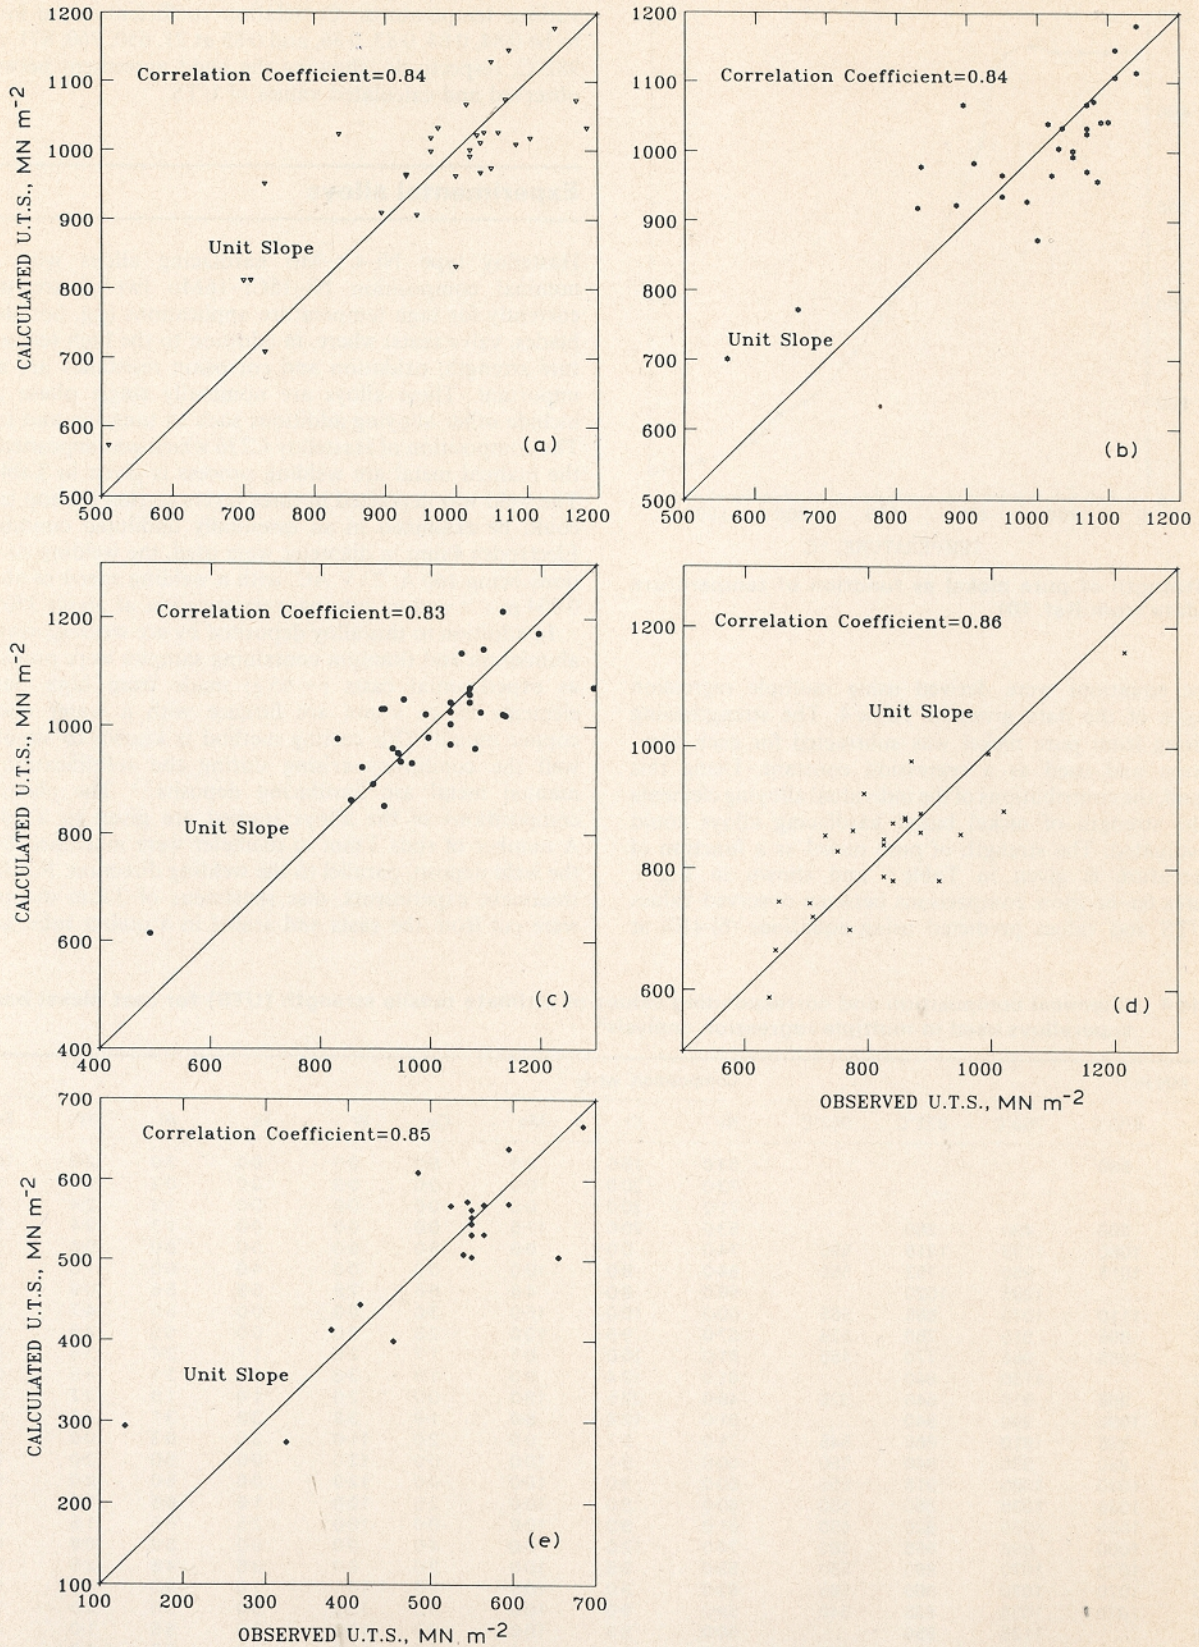 1200
1100
1000
900
800
700
600
500
CALCULATED U.T.S., MN m⁻²
Correlation Coefficient=0.84
Unit Slope
(a)
500 600 700 800 900 1000 1100 1200
1200
1100
1000
900
800
700
600
500
Correlation Coefficient=0.84
Unit Slope
(b)
500 600 700 800 900 1000 1100 1200
1200
1000
800
600
400
CALCULATED U.T.S., MN m⁻²
Correlation Coefficient=0.83
Unit Slope
(c)
400 600 800 1000 1200
1200
1000
800
600
Correlation Coefficient=0.86
Unit Slope
(d)
600 800 1000 1200
OBSERVED U.T.S., MN m⁻²
700
600
500
400
300
200
100
CALCULATED U.T.S., MN m⁻²
Correlation Coefficient=0.85
Unit Slope
(e)
100 200 300 400 500 600 700
OBSERVED U.T.S., MN m⁻²